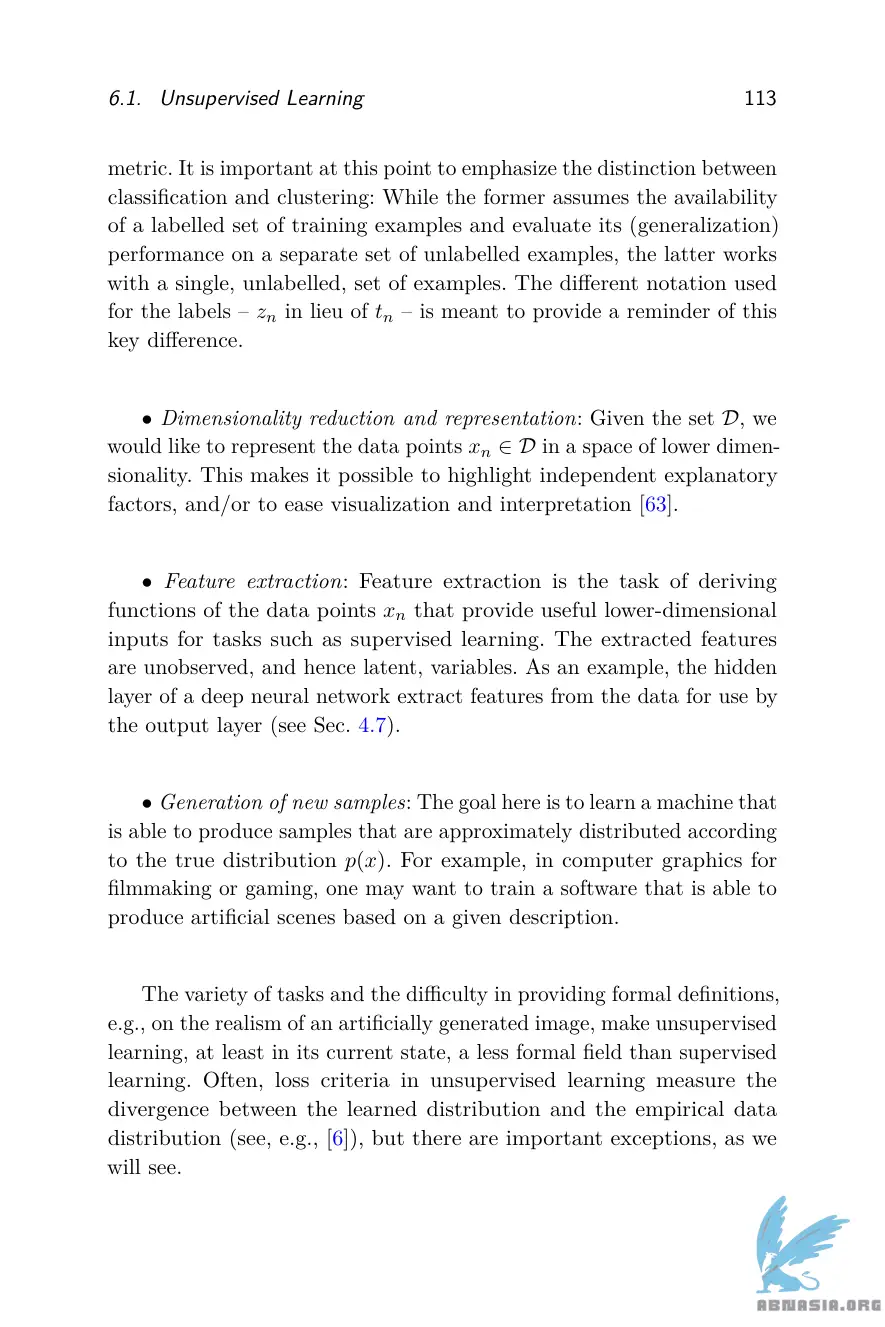 6.1. Unsupervised Learning 113
metric. It is important at this point to emphasize the distinction between
classification and clustering: While the former assumes the availability
of a labelled set of training examples and evaluate its (generalization)
performance on a separate set of unlabelled examples, the latter works
with a single, unlabelled, set of examples. The different notation used
for the labels – zₙ in lieu of tₙ – is meant to provide a reminder of this
key difference.
• Dimensionality reduction and representation: Given the set 𝒟, we
would like to represent the data points xₙ ∈ 𝒟 in a space of lower dimen-
sionality. This makes it possible to highlight independent explanatory
factors, and/or to ease visualization and interpretation [63].
• Feature extraction: Feature extraction is the task of deriving
functions of the data points xₙ that provide useful lower-dimensional
inputs for tasks such as supervised learning. The extracted features
are unobserved, and hence latent, variables. As an example, the hidden
layer of a deep neural network extract features from the data for use by
the output layer (see Sec. 4.7).
• Generation of new samples: The goal here is to learn a machine that
is able to produce samples that are approximately distributed according
to the true distribution p(x). For example, in computer graphics for
filmmaking or gaming, one may want to train a software that is able to
produce artificial scenes based on a given description.
The variety of tasks and the difficulty in providing formal definitions,
e.g., on the realism of an artificially generated image, make unsupervised
learning, at least in its current state, a less formal field than supervised
learning. Often, loss criteria in unsupervised learning measure the
divergence between the learned distribution and the empirical data
distribution (see, e.g., [6]), but there are important exceptions, as we
will see.
ABNASIA.ORG